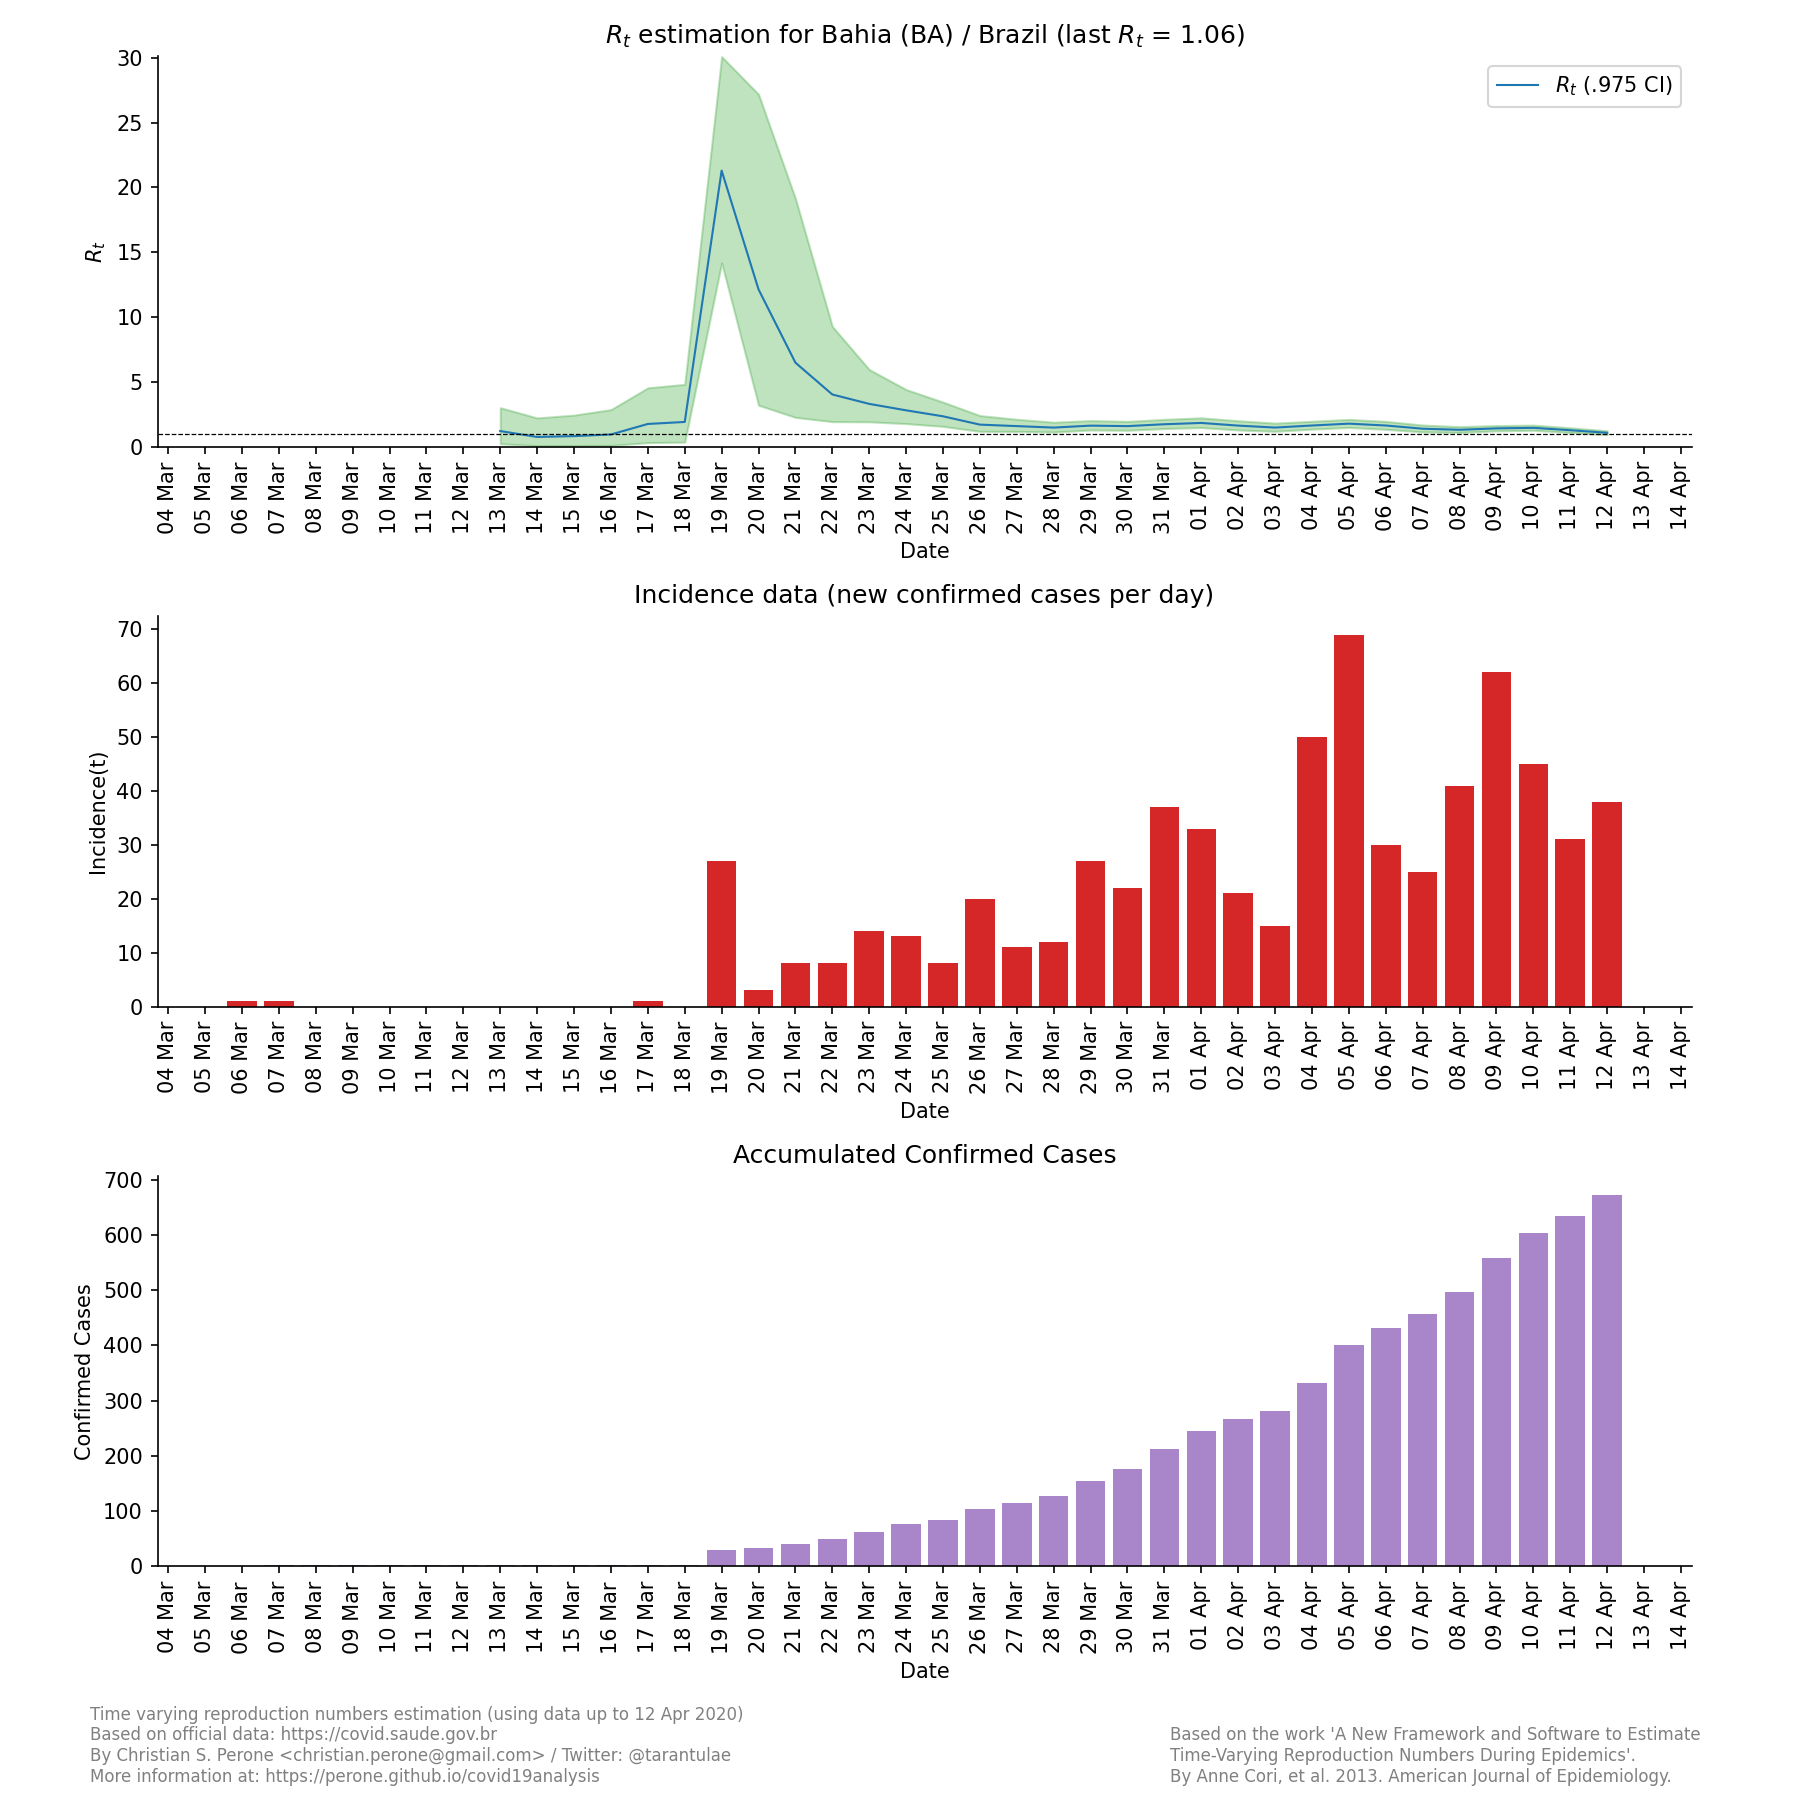 R_t estimation for Bahia (BA) / Brazil (last R_t = 1.06)
R_t (.975 CI)
30
25
20
15
10
5
0
R_t
04 Mar
05 Mar
06 Mar
07 Mar
08 Mar
09 Mar
10 Mar
11 Mar
12 Mar
13 Mar
14 Mar
15 Mar
16 Mar
17 Mar
18 Mar
19 Mar
20 Mar
21 Mar
22 Mar
23 Mar
24 Mar
25 Mar
26 Mar
27 Mar
28 Mar
29 Mar
30 Mar
31 Mar
01 Apr
02 Apr
03 Apr
04 Apr
05 Apr
06 Apr
07 Apr
08 Apr
09 Apr
10 Apr
11 Apr
12 Apr
13 Apr
14 Apr
Date
Incidence data (new confirmed cases per day)
70
60
50
40
30
20
10
0
Incidence(t)
04 Mar
05 Mar
06 Mar
07 Mar
08 Mar
09 Mar
10 Mar
11 Mar
12 Mar
13 Mar
14 Mar
15 Mar
16 Mar
17 Mar
18 Mar
19 Mar
20 Mar
21 Mar
22 Mar
23 Mar
24 Mar
25 Mar
26 Mar
27 Mar
28 Mar
29 Mar
30 Mar
31 Mar
01 Apr
02 Apr
03 Apr
04 Apr
05 Apr
06 Apr
07 Apr
08 Apr
09 Apr
10 Apr
11 Apr
12 Apr
13 Apr
14 Apr
Date
Accumulated Confirmed Cases
700
600
500
400
300
200
100
0
Confirmed Cases
04 Mar
05 Mar
06 Mar
07 Mar
08 Mar
09 Mar
10 Mar
11 Mar
12 Mar
13 Mar
14 Mar
15 Mar
16 Mar
17 Mar
18 Mar
19 Mar
20 Mar
21 Mar
22 Mar
23 Mar
24 Mar
25 Mar
26 Mar
27 Mar
28 Mar
29 Mar
30 Mar
31 Mar
01 Apr
02 Apr
03 Apr
04 Apr
05 Apr
06 Apr
07 Apr
08 Apr
09 Apr
10 Apr
11 Apr
12 Apr
13 Apr
14 Apr
Date
Time varying reproduction numbers estimation (using data up to 12 Apr 2020)
Based on official data: https://covid.saude.gov.br
By Christian S. Perone <christian.perone@gmail.com> / Twitter: @tarantulae
More information at: https://perone.github.io/covid19analysis
Based on the work 'A New Framework and Software to Estimate
Time-Varying Reproduction Numbers During Epidemics'.
By Anne Cori, et al. 2013. American Journal of Epidemiology.